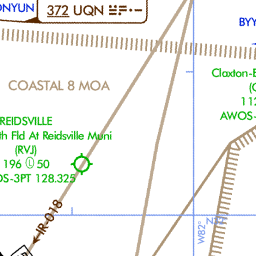 ONYUN
372 UQN
BY
COASTAL 8 MOA
Claxton-E
(C
AWOS-
REIDSVILLE
th Fld At Reidsville Muni
(RVJ)
196 50
OS-3PT 128.325
IR-018
W82°